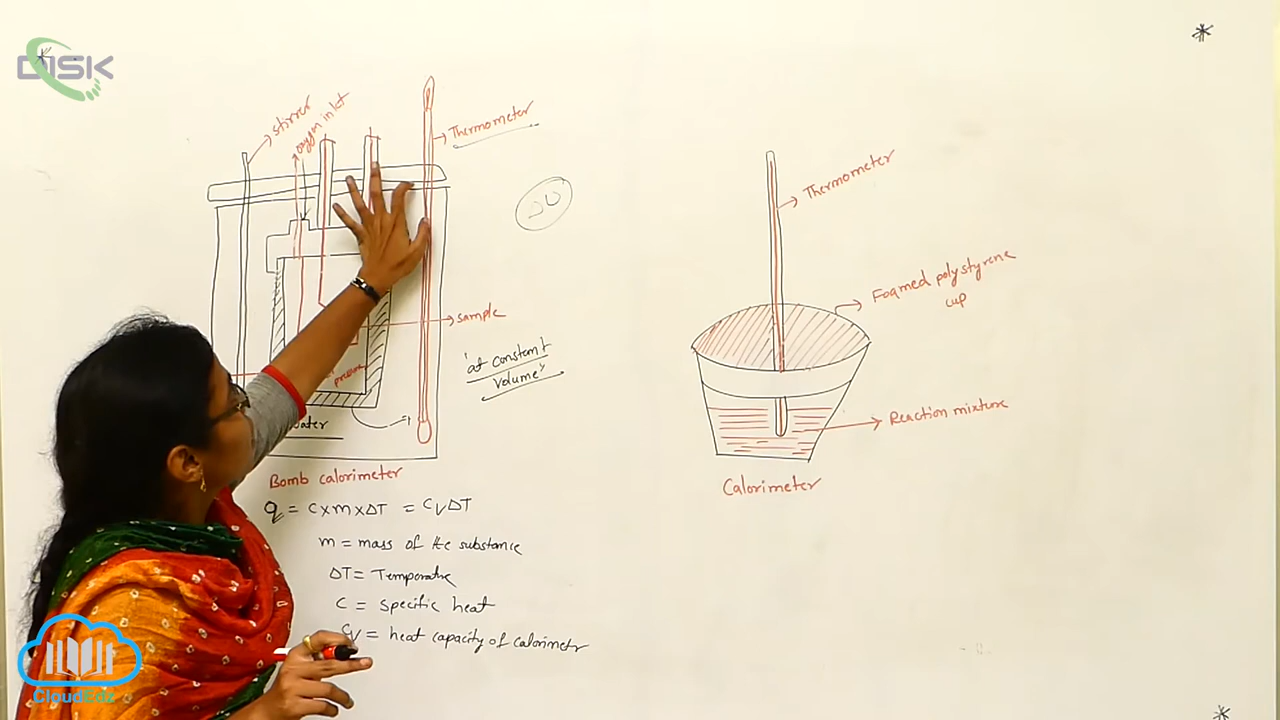 DISK
stirrer
oxygen inlet
Thermometer
ΔU
sample
"at constant
volume"
Bomb calorimeter
q = C×m×ΔT = CvΔT
m = mass of the substance
ΔT = Temperature
C = specific heat
Cv = heat capacity of calorimeter
Thermometer
Foamed polystyrene
cup
Reaction mixture
Calorimeter
CloudEdz